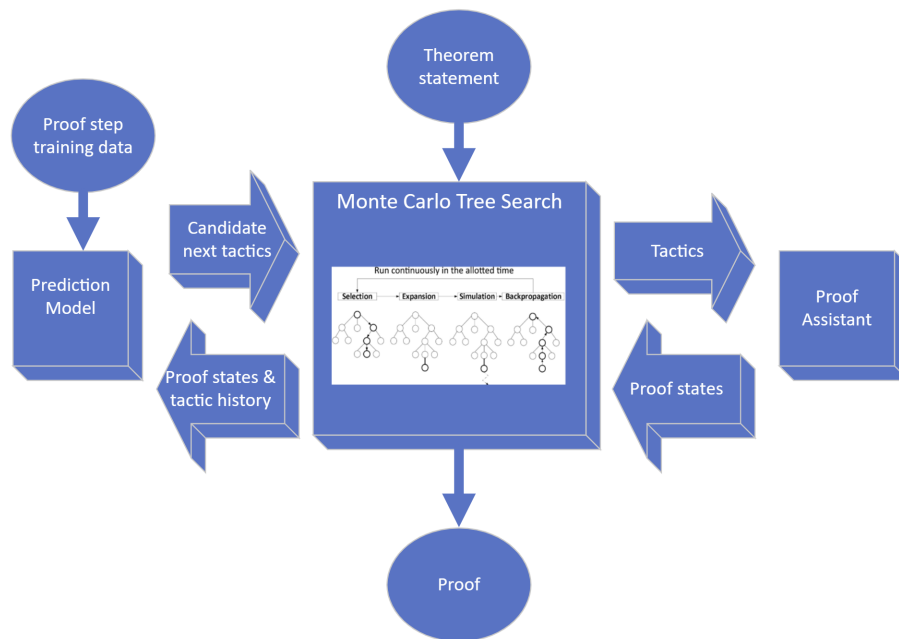 Theorem
statement
Proof step
training data
Monte Carlo Tree Search
Candidate
next tactics
Tactics
Prediction
Model
Proof
Assistant
Run continuously in the allotted time
Selection
Expansion
Simulation
Backpropagation
Proof states &
tactic history
Proof states
Proof